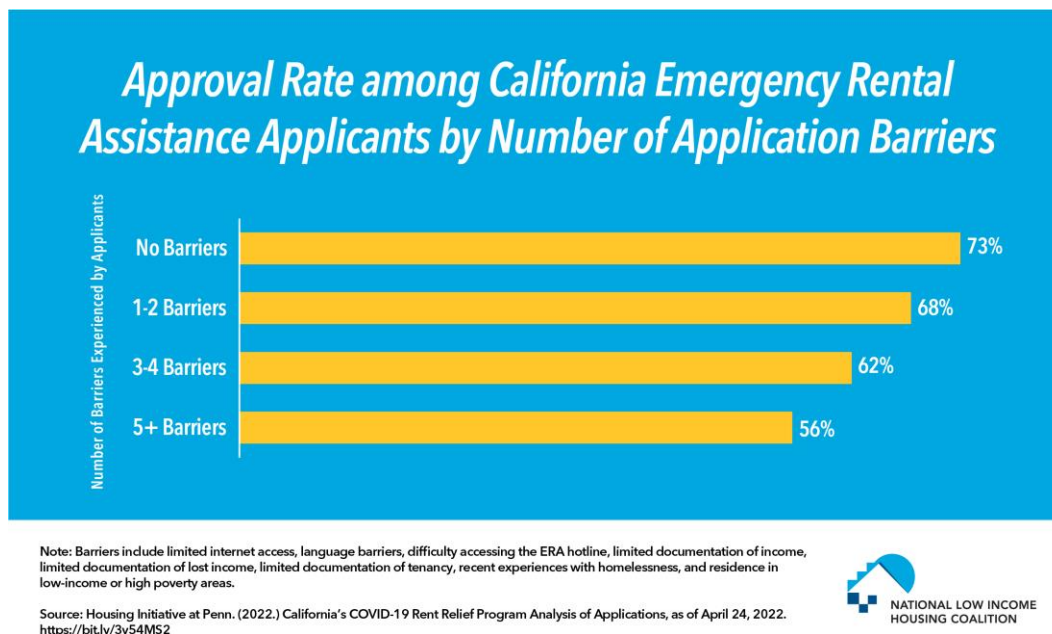 Approval Rate among California Emergency Rental
Assistance Applicants by Number of Application Barriers
Number of Barriers Experienced by Applicants
No Barriers
73%
1-2 Barriers
68%
3-4 Barriers
62%
5+ Barriers
56%
Note: Barriers include limited internet access, language barriers, difficulty accessing the ERA hotline, limited documentation of income,
limited documentation of lost income, limited documentation of tenancy, recent experiences with homelessness, and residence in
low-income or high poverty areas.
Source: Housing Initiative at Penn. (2022.) California's COVID-19 Rent Relief Program Analysis of Applications, as of April 24, 2022.
https://bit.ly/3v54MS2
NATIONAL LOW INCOME
HOUSING COALITION